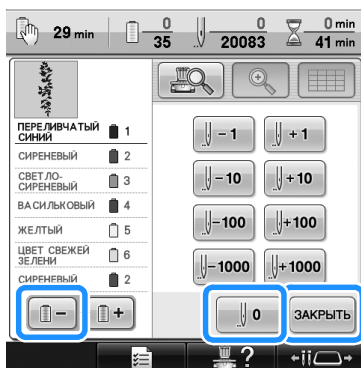 29 min
0
35
0
20083
0 min
41 min
ПЕРЕЛИВЧАТЫЙ
СИНИЙ
1
СИРЕНЕВЫЙ
2
СВЕТЛО-
СИРЕНЕВЫЙ
3
ВАСИЛЬКОВЫЙ
4
ЖЕЛТЫЙ
5
ЦВЕТ СВЕЖЕЙ
ЗЕЛЕНИ
6
СИРЕНЕВЫЙ
2
-1
+1
-10
+10
-100
+100
-1000
+1000
−
+
0
ЗАКРЫТЬ
?